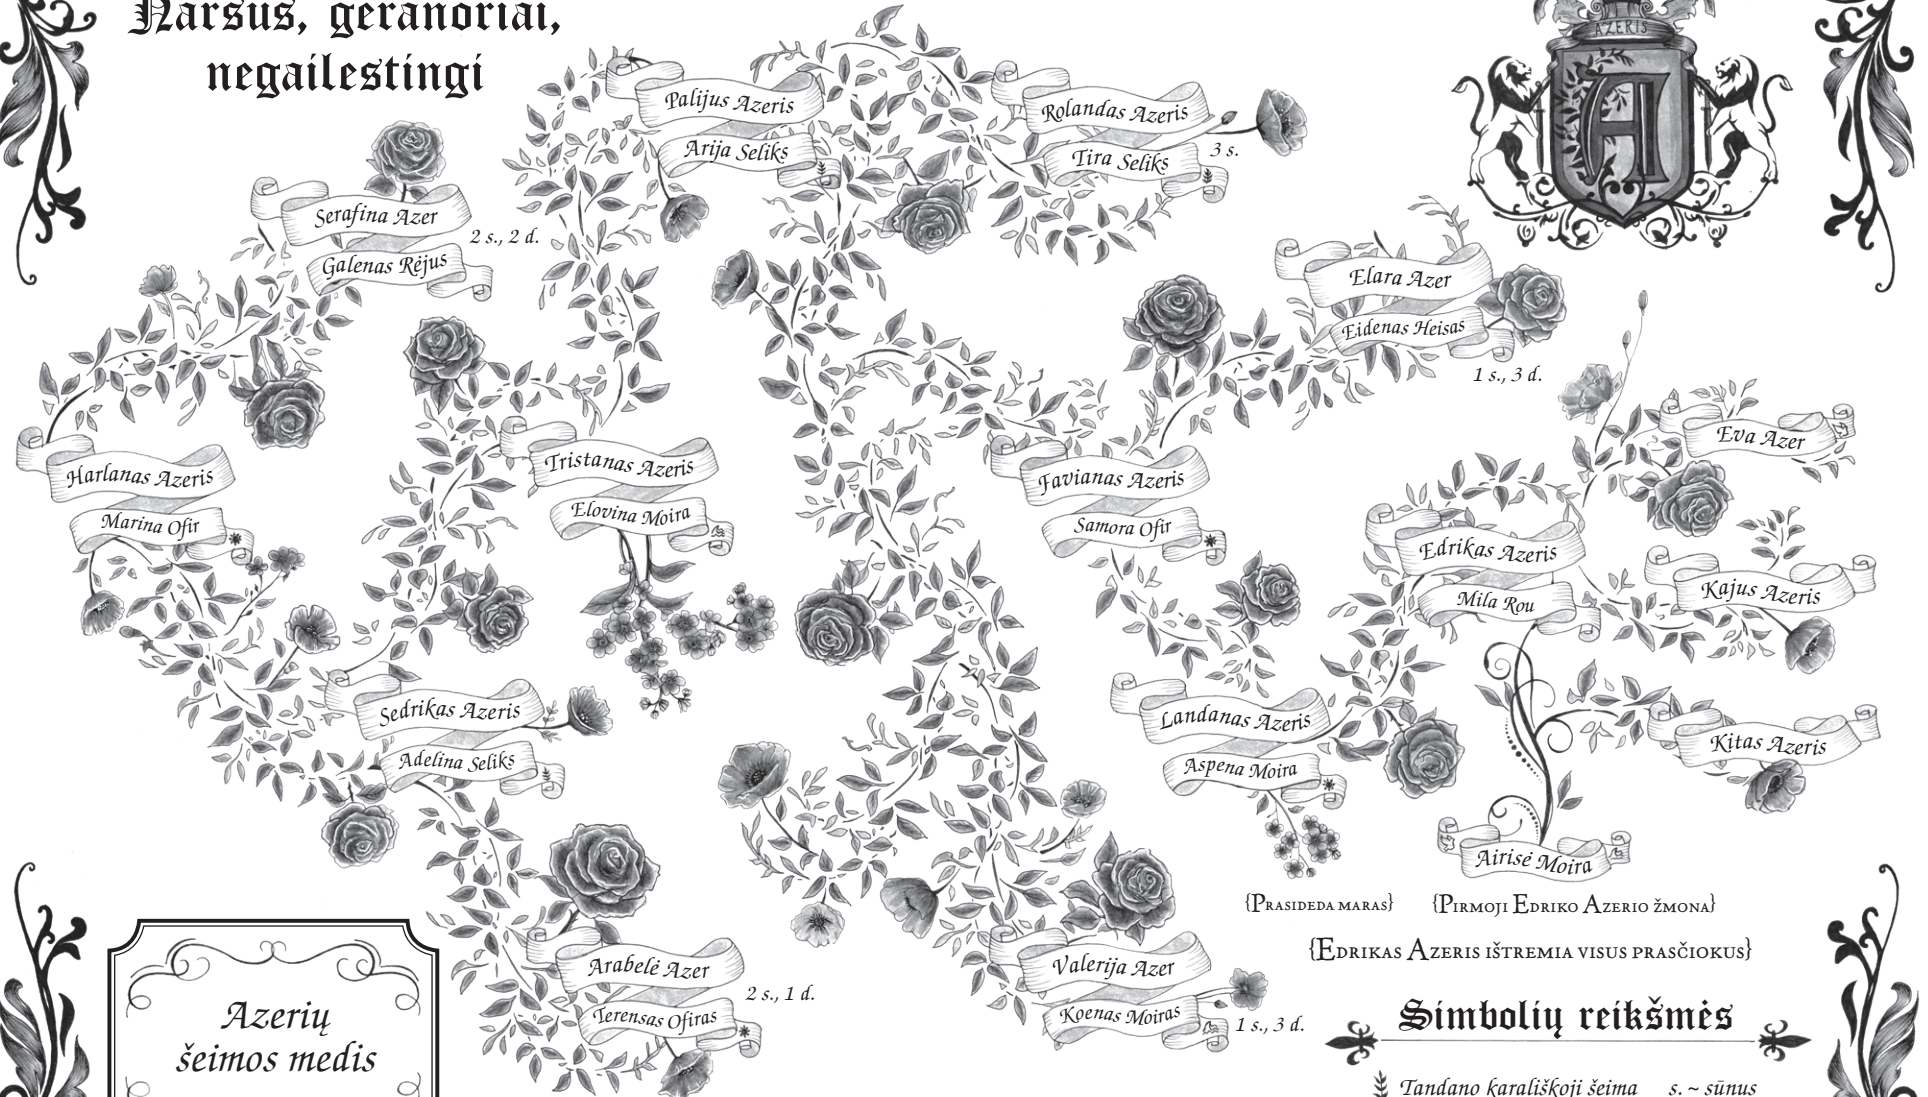 Narsūs, geranoriai,
negailestingi
AZERIS
A
Palijus Azeris
Arija Seliks
Rolandas Azeris
Tira Seliks
3 s.
Serafina Azer
Galenas Rėjus
2 s., 2 d.
Elara Azer
Eidenas Heisas
1 s., 3 d.
Harlanas Azeris
Marina Ofir
Tristanas Azeris
Elovina Moira
Favianas Azeris
Samora Ofir
Eva Azer
Edrikas Azeris
Mila Rou
Kajus Azeris
Sedrikas Azeris
Adelina Seliks
Landanas Azeris
Aspena Moira
Kitas Azeris
Airisė Moira
{Prasideda maras}
{Pirmoji Edriko Azerio žmona}
{Edrikas Azeris ištremia visus prasčiokus}
Arabelė Azer
Terensas Ofiras
2 s., 1 d.
Valerija Azer
Koenas Moiras
1 s., 3 d.
Azerių
šeimos medis
Simbolių reikšmės
Tandano karališkoji šeima
s. ~ sūnus